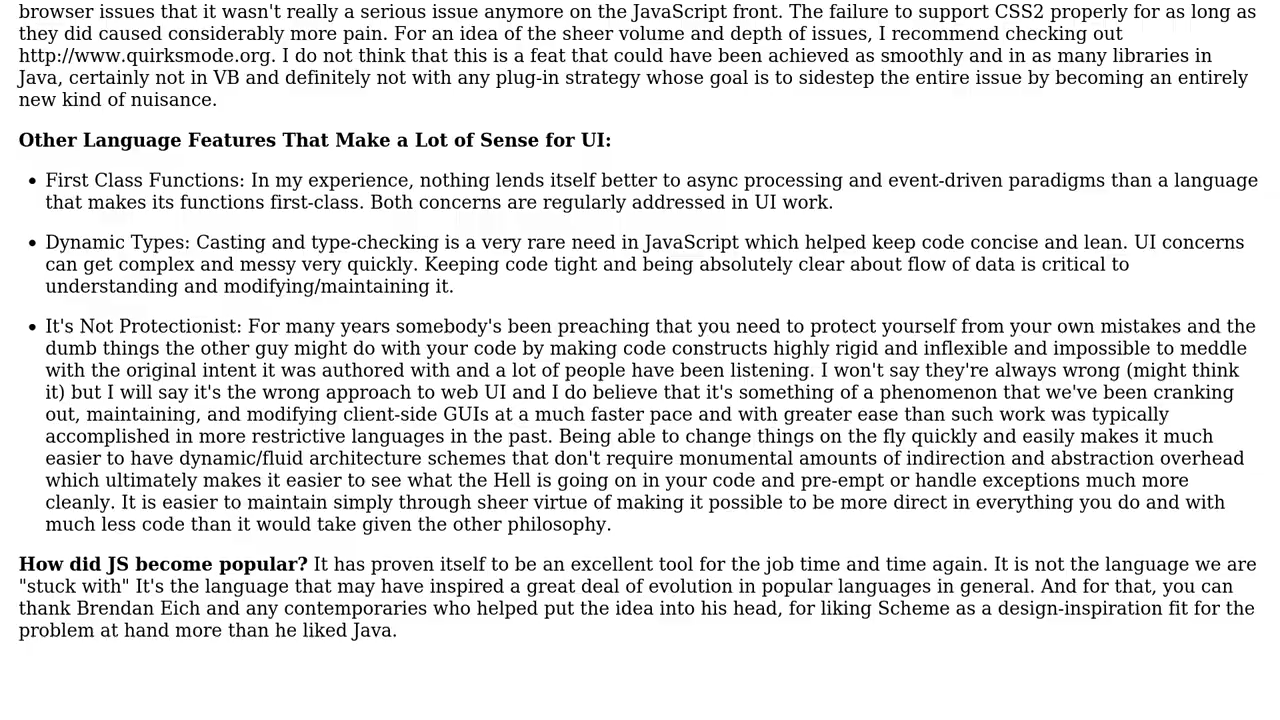 browser issues that it wasn't really a serious issue anymore on the JavaScript front. The failure to support CSS2 properly for as long as
they did caused considerably more pain. For an idea of the sheer volume and depth of issues, I recommend checking out
http://www.quirksmode.org. I do not think that this is a feat that could have been achieved as smoothly and in as many libraries in
Java, certainly not in VB and definitely not with any plug-in strategy whose goal is to sidestep the entire issue by becoming an entirely
new kind of nuisance.
Other Language Features That Make a Lot of Sense for UI:
• First Class Functions: In my experience, nothing lends itself better to async processing and event-driven paradigms than a language
that makes its functions first-class. Both concerns are regularly addressed in UI work.
• Dynamic Types: Casting and type-checking is a very rare need in JavaScript which helped keep code concise and lean. UI concerns
can get complex and messy very quickly. Keeping code tight and being absolutely clear about flow of data is critical to
understanding and modifying/maintaining it.
• It's Not Protectionist: For many years somebody's been preaching that you need to protect yourself from your own mistakes and the
dumb things the other guy might do with your code by making code constructs highly rigid and inflexible and impossible to meddle
with the original intent it was authored with and a lot of people have been listening. I won't say they're always wrong (might think
it) but I will say it's the wrong approach to web UI and I do believe that it's something of a phenomenon that we've been cranking
out, maintaining, and modifying client-side GUIs at a much faster pace and with greater ease than such work was typically
accomplished in more restrictive languages in the past. Being able to change things on the fly quickly and easily makes it much
easier to have dynamic/fluid architecture schemes that don't require monumental amounts of indirection and abstraction overhead
which ultimately makes it easier to see what the Hell is going on in your code and pre-empt or handle exceptions much more
cleanly. It is easier to maintain simply through sheer virtue of making it possible to be more direct in everything you do and with
much less code than it would take given the other philosophy.
How did JS become popular? It has proven itself to be an excellent tool for the job time and time again. It is not the language we are
"stuck with" It's the language that may have inspired a great deal of evolution in popular languages in general. And for that, you can
thank Brendan Eich and any contemporaries who helped put the idea into his head, for liking Scheme as a design-inspiration fit for the
problem at hand more than he liked Java.